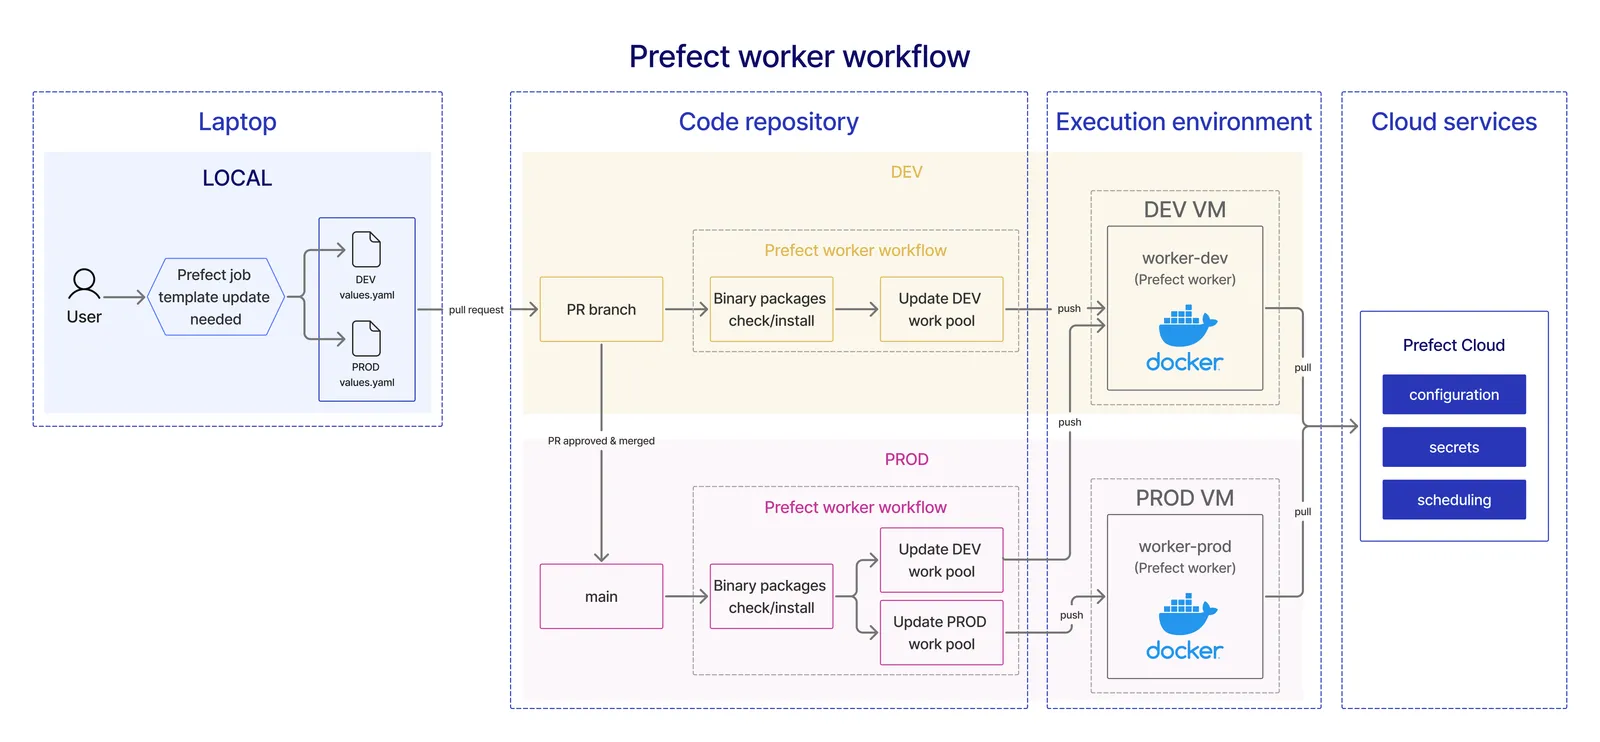 Prefect worker workflow
Laptop
LOCAL
User
Prefect job
template update
needed
DEV
values.yaml
PROD
values.yaml
pull request
Code repository
DEV
PR branch
Prefect worker workflow
Binary packages
check/install
Update DEV
work pool
push
PR approved & merged
PROD
main
Prefect worker workflow
Binary packages
check/install
Update DEV
work pool
Update PROD
work pool
push
push
Execution environment
DEV VM
worker-dev
(Prefect worker)
docker
PROD VM
worker-prod
(Prefect worker)
docker
pull
pull
Cloud services
Prefect Cloud
configuration
secrets
scheduling